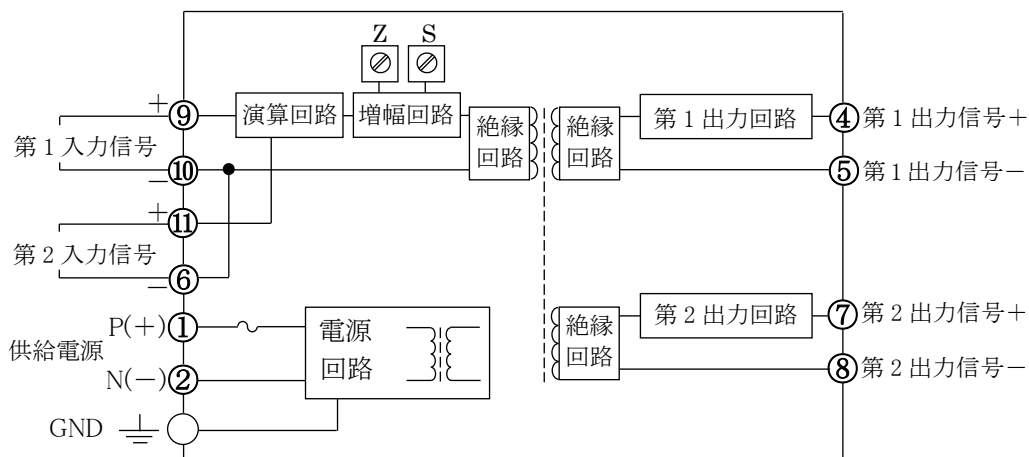 Z
S
+
⑨
演算回路
増幅回路
絶縁
回路
絶縁
回路
第1出力回路
④
第1出力信号+
第1入力信号
⑩
−
⑤
第1出力信号−
+
⑪
第2入力信号
⑥
−
P(+)
①
供給電源
N(−)
②
電源
回路
絶縁
回路
第2出力回路
⑦
第2出力信号+
⑧
第2出力信号−
GND